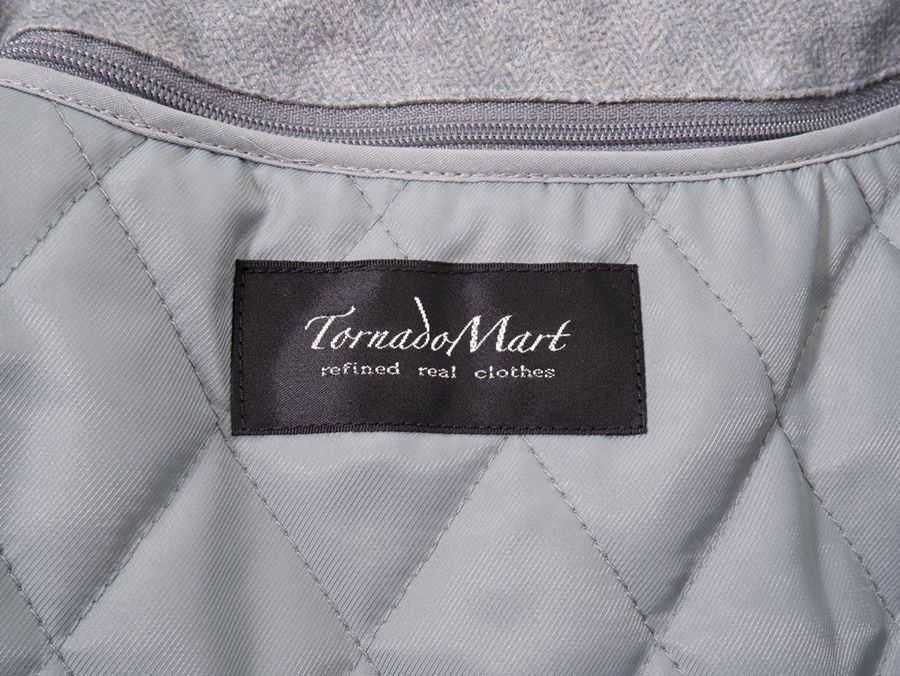 TornadoMart
refined real clothes